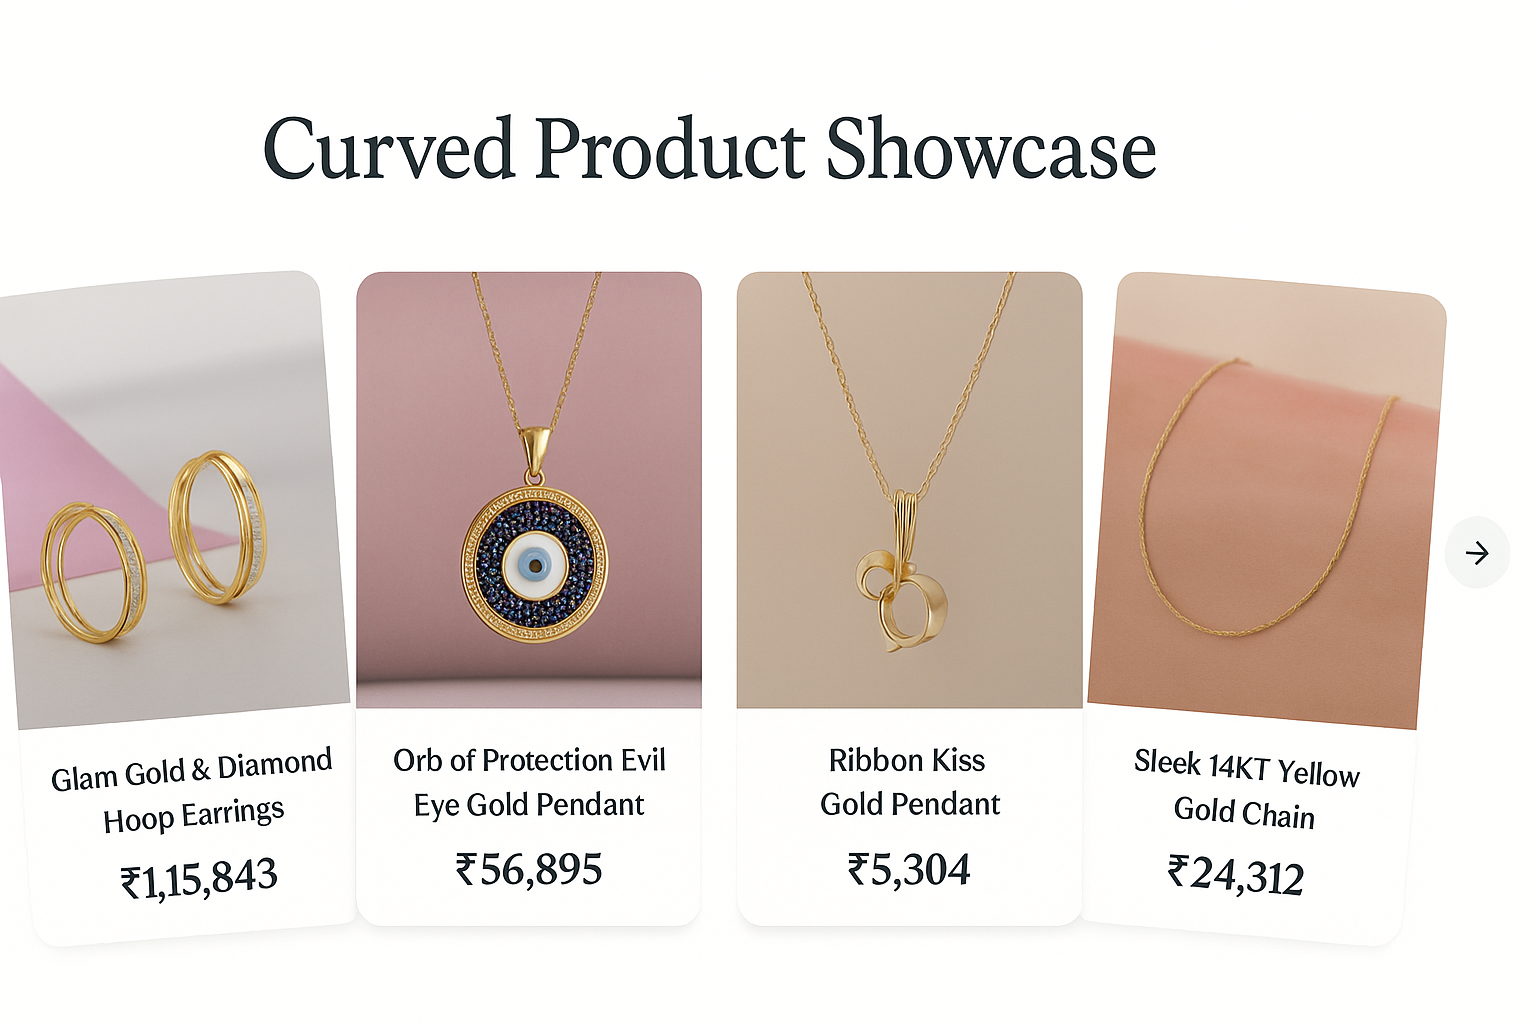 Curved Product Showcase
Glam Gold & Diamond
Hoop Earrings
₹1,15,843
Orb of Protection Evil
Eye Gold Pendant
₹56,895
Ribbon Kiss
Gold Pendant
₹5,304
Sleek 14KT Yellow
Gold Chain
₹24,312